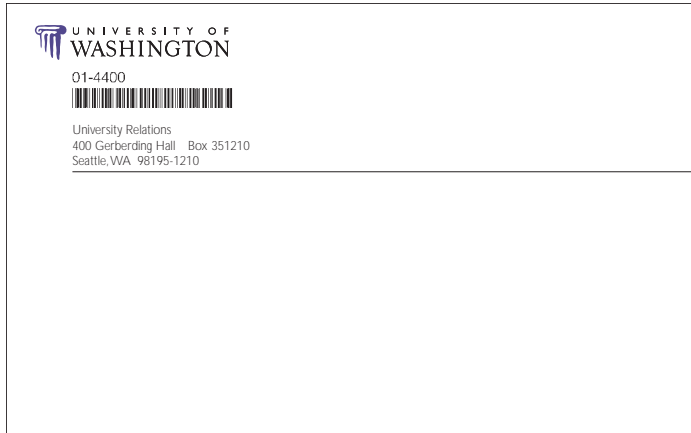 UNIVERSITY OF
WASHINGTON
01-4400
University Relations
400 Gerberding Hall Box 351210
Seattle, WA 98195-1210